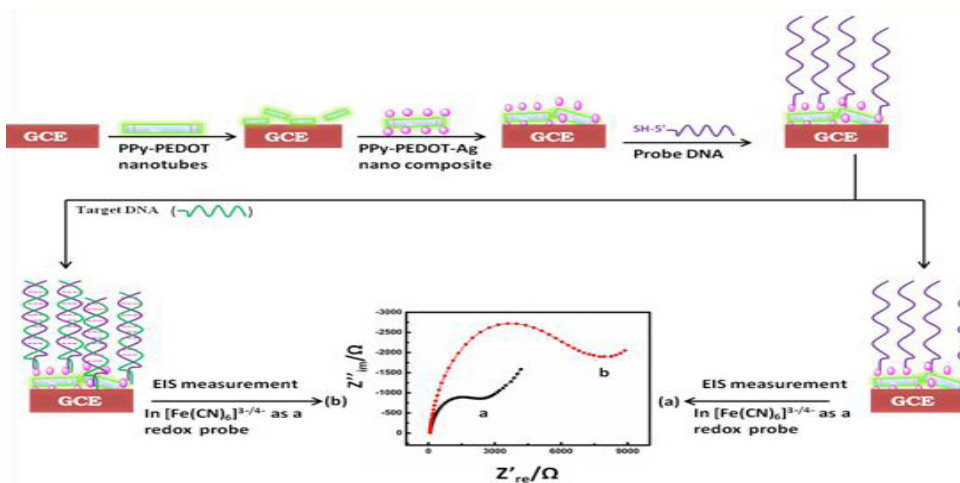 GCE
PPy-PEDOT
nanotubes
GCE
PPy-PEDOT-Ag
nano composite
GCE
SH-5'
Probe DNA
GCE
Target DNA ( )
GCE
EIS measurement
In [Fe(CN)₆]³⁻/⁴⁻ as a
redox probe
(b)
Z''im/Ω
-3000
-2500
-2000
-1500
-1000
-500
0
a
b
0
3000
6000
9000
Z're/Ω
(a)
EIS measurement
In [Fe(CN)₆]³⁻/⁴⁻ as a
redox probe
GCE